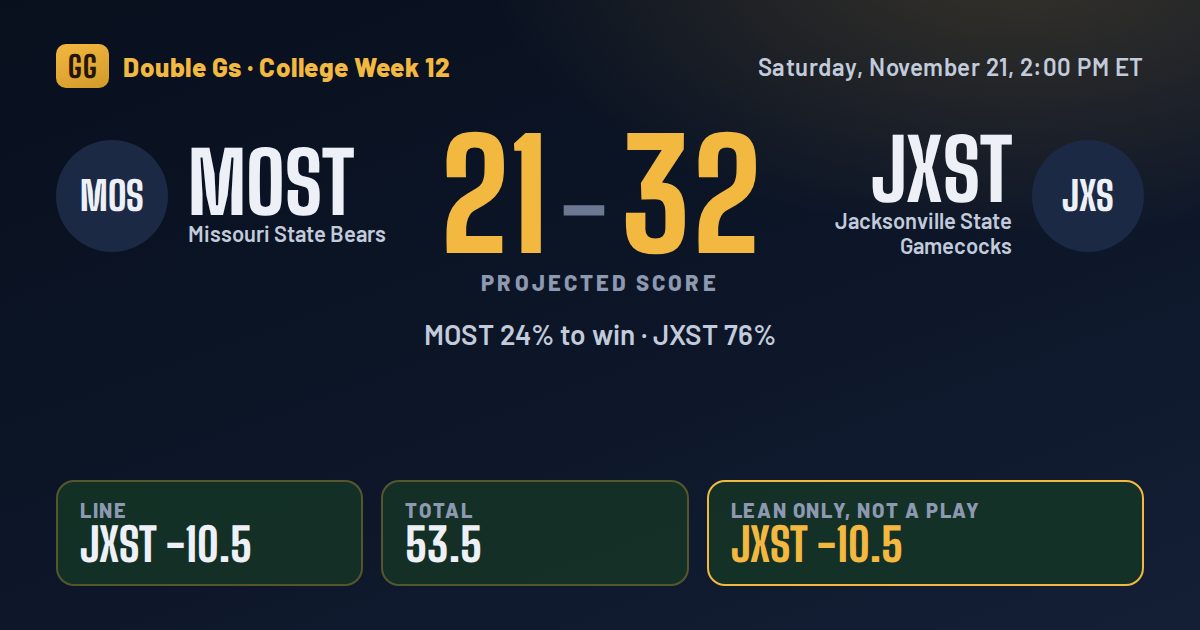 GG
Double Gs · College Week 12
Saturday, November 21, 2:00 PM ET
MOS
MOST
Missouri State Bears
21 – 32
PROJECTED SCORE
MOST 24% to win · JXST 76%
JXST
Jacksonville State
Gamecocks
JXS
LINE
JXST −10.5
TOTAL
53.5
LEAN ONLY, NOT A PLAY
JXST −10.5